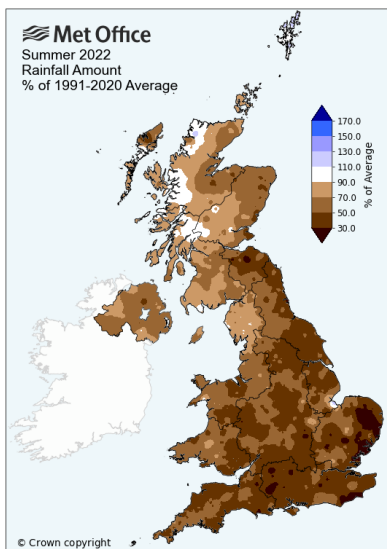 Met Office
Summer 2022
Rainfall Amount
% of 1991-2020 Average
170.0
150.0
130.0
110.0
90.0
70.0
50.0
30.0
% of Average
© Crown copyright